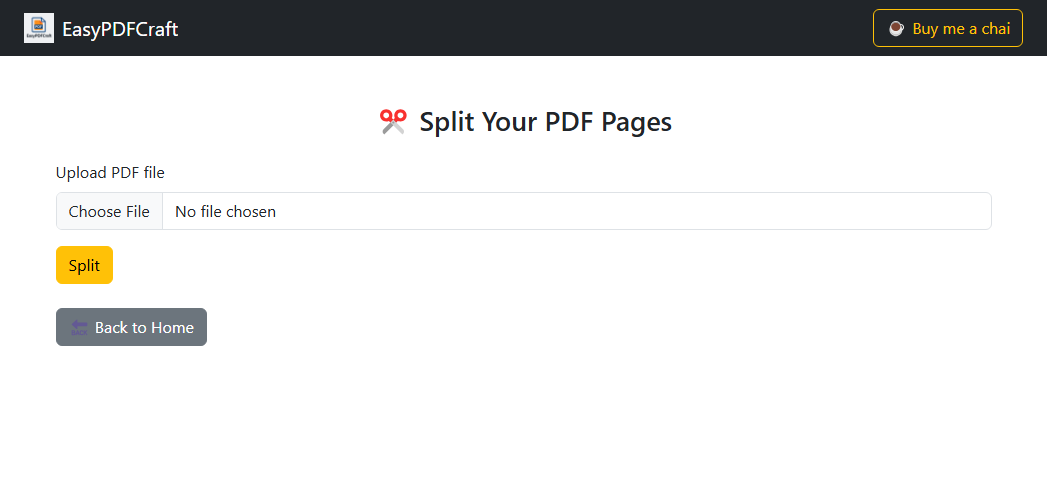 EasyPDFCraft
Buy me a chai
Split Your PDF Pages
Upload PDF file
Choose File No file chosen
Split
Back to Home